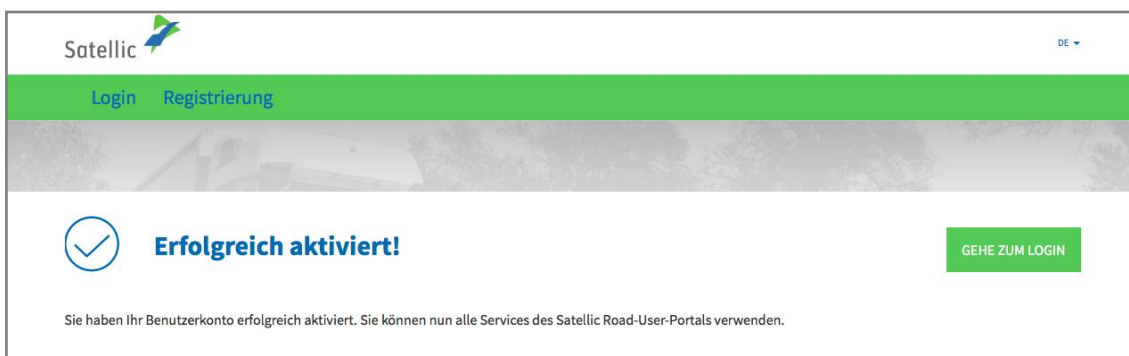 Satellic
DE
Login Registrierung
Erfolgreich aktiviert!
GEHE ZUM LOGIN
Sie haben Ihr Benutzerkonto erfolgreich aktiviert. Sie können nun alle Services des Satellic Road-User-Portals verwenden.